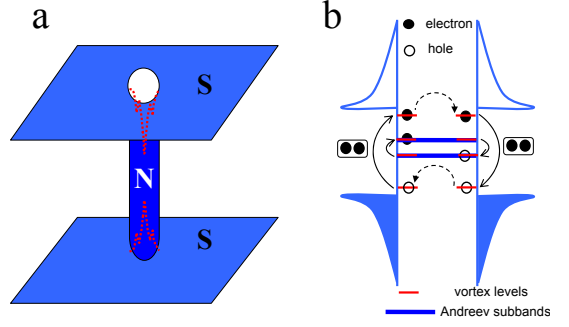 a
S
N
S
b
electron
hole
vortex levels
Andreev subbands